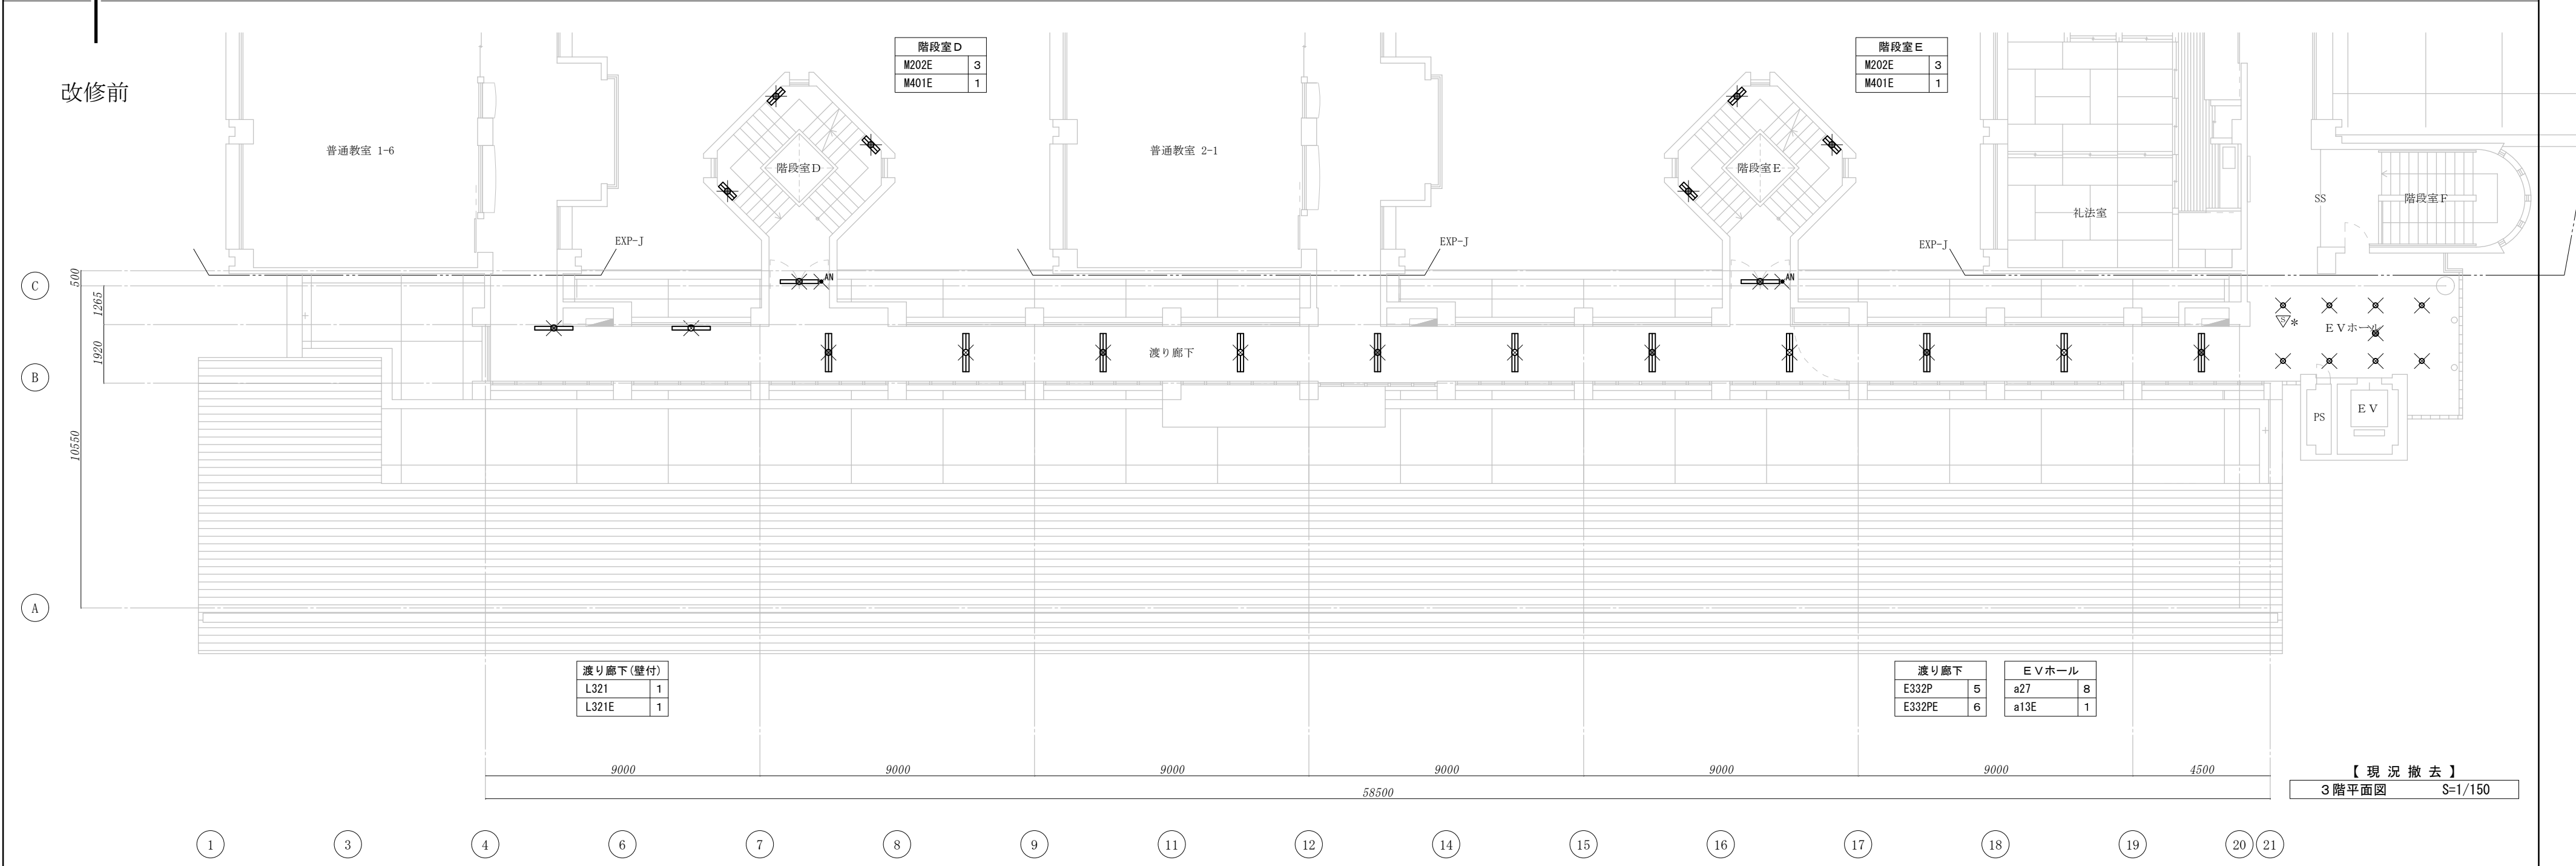 改修前
階段室D
M202E 3
M401E 1
階段室E
M202E 3
M401E 1
普通教室 1-6
階段室D
普通教室 2-1
階段室E
礼法室
SS
階段室F
EXP-J
EXP-J
EXP-J
AN
AN
C
500
1265
S
*
EVホール
渡り廊下
1920
B
PS
EV
10550
A
渡り廊下(壁付)
L321 1
L321E 1
渡り廊下
E332P 5
E332PE 6
EVホール
a27 8
a13E 1
9000 9000 9000 9000 9000 9000 4500
58500
【現況撤去】
3階平面図 S=1/150
1 3 4 6 7 8 9 11 12 14 15 16 17 18 19 20 21